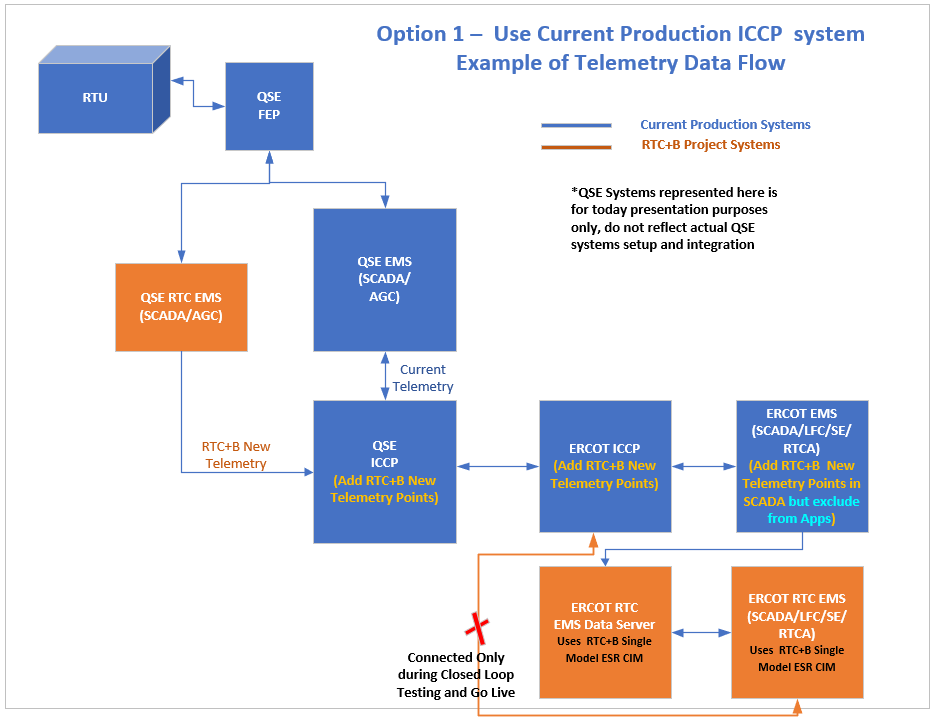 Option 1 – Use Current Production ICCP system
Example of Telemetry Data Flow
RTU
QSE
FEP
Current Production Systems
RTC+B Project Systems
*QSE Systems represented here is
for today presentation purposes
only, do not reflect actual QSE
systems setup and integration
QSE EMS
(SCADA/
AGC)
QSE RTC EMS
(SCADA/AGC)
Current
Telemetry
RTC+B New
Telemetry
QSE
ICCP
(Add RTC+B New
Telemetry Points)
ERCOT ICCP
(Add RTC+B New
Telemetry Points)
ERCOT EMS
(SCADA/LFC/SE/
RTCA)
(Add RTC+B New
Telemetry Points in
SCADA but exclude
from Apps)
ERCOT RTC
EMS Data Server
Uses RTC+B Single
Model ESR CIM
ERCOT RTC EMS
(SCADA/LFC/SE/
RTCA)
Uses RTC+B Single
Model ESR CIM
Connected Only
during Closed Loop
Testing and Go Live